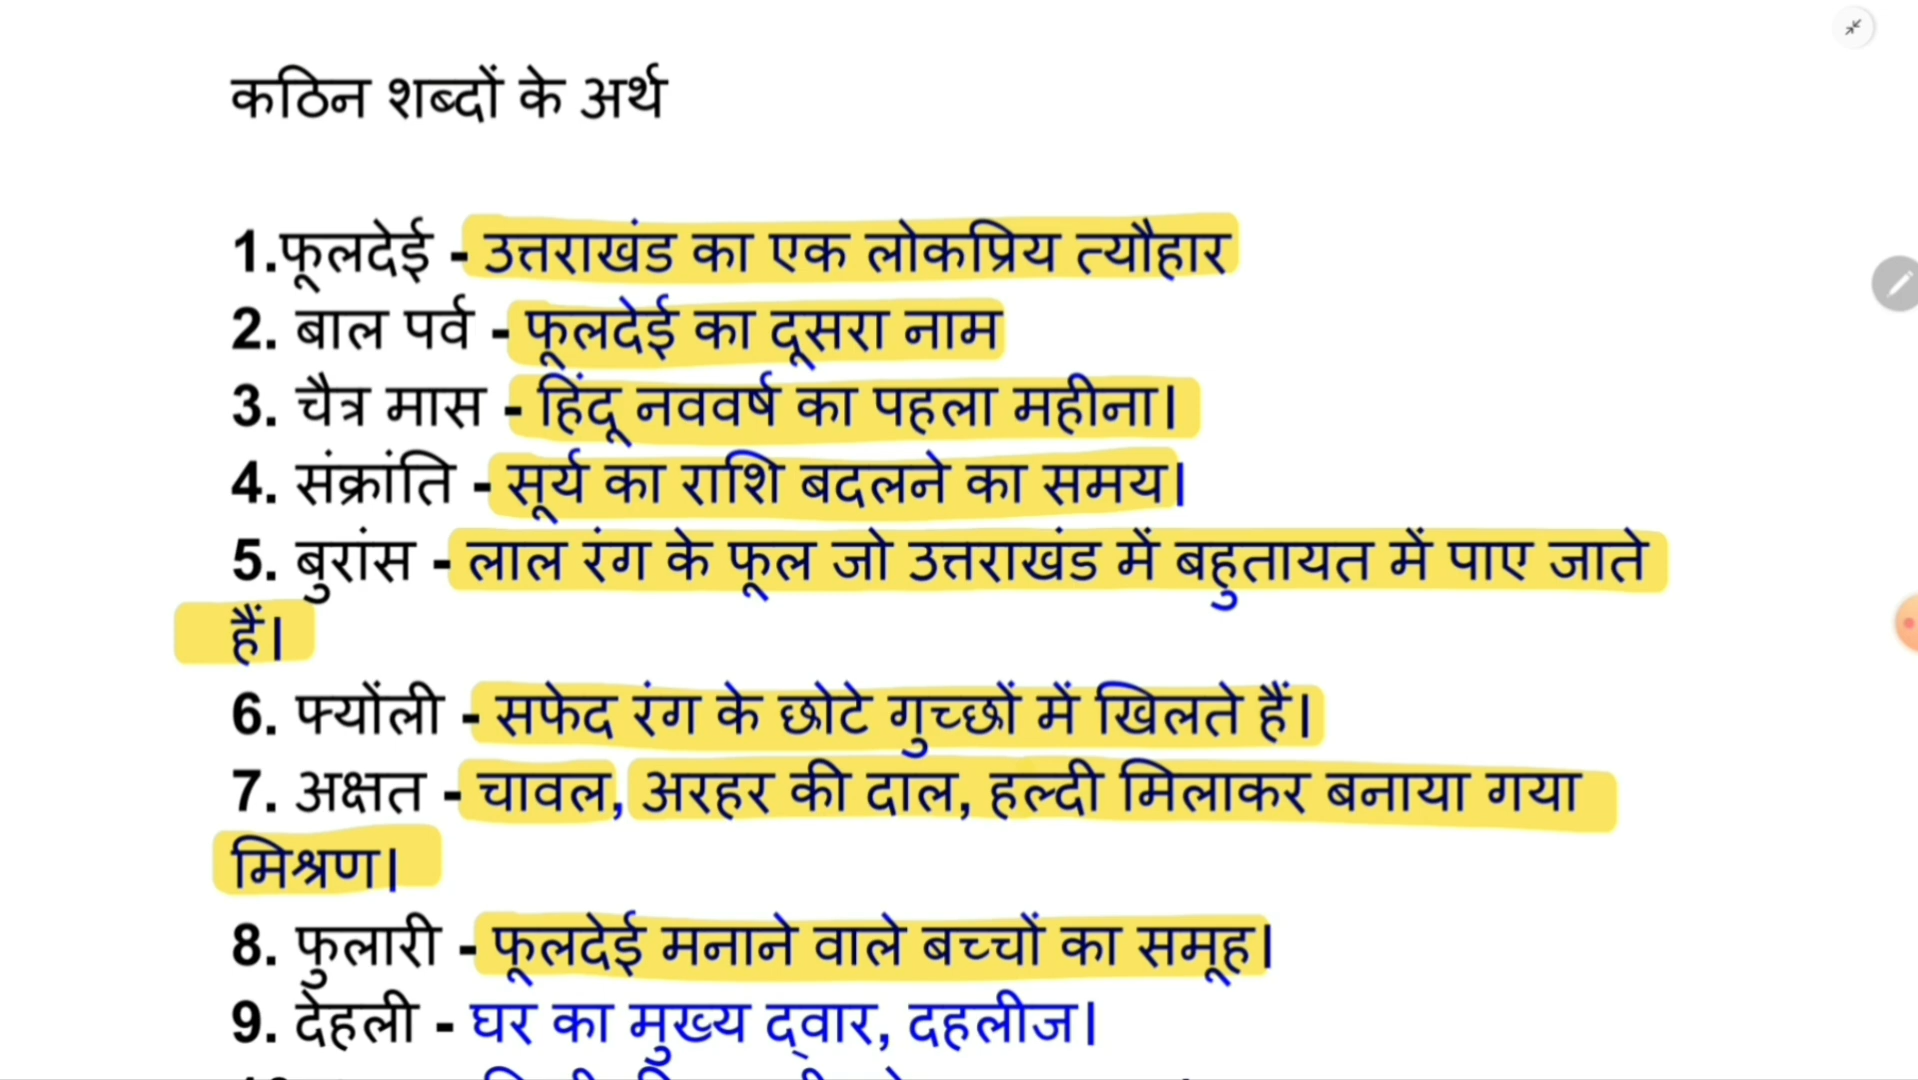 कठिन शब्दों के अर्थ
1.फूलदेई - उत्तराखंड का एक लोकप्रिय त्यौहार
2. बाल पर्व - फूलदेई का दूसरा नाम
3. चैत्र मास - हिंदू नववर्ष का पहला महीना।
4. संक्रांति - सूर्य का राशि बदलने का समय।
5. बुरांस - लाल रंग के फूल जो उत्तराखंड में बहुतायत में पाए जाते
हैं।
6. फ्योंली - सफेद रंग के छोटे गुच्छों में खिलते हैं।
7. अक्षत - चावल, अरहर की दाल, हल्दी मिलाकर बनाया गया
मिश्रण।
8. फुलारी - फूलदेई मनाने वाले बच्चों का समूह।
9. देहली - घर का मुख्य द्वार, दहलीज।